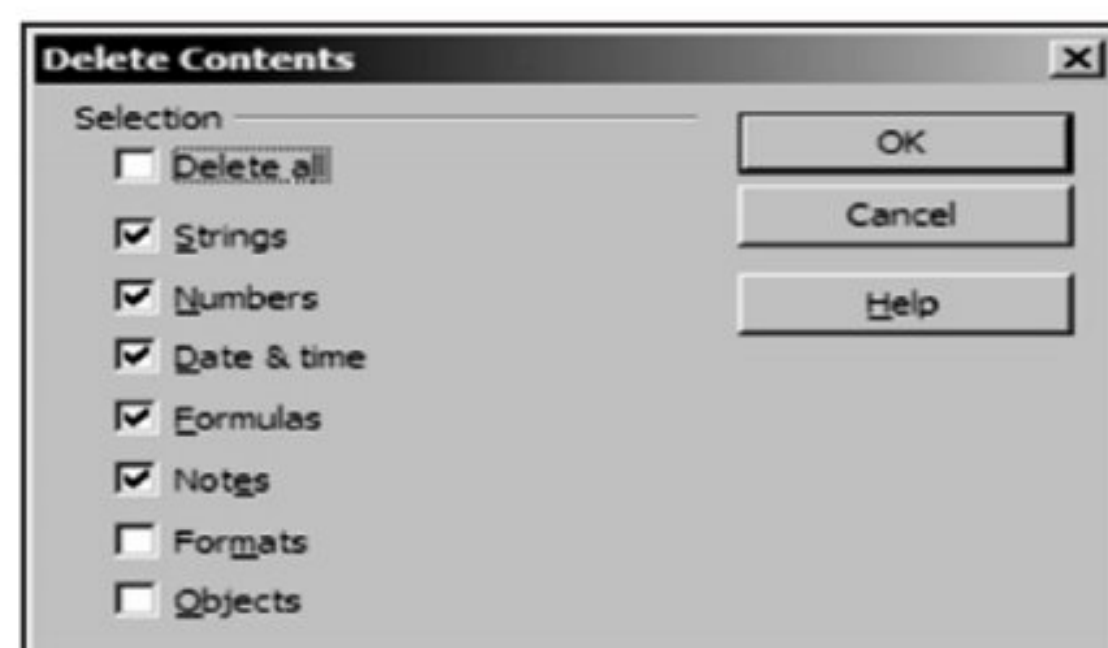 Delete Contents
Selection
Delete all
Strings
Numbers
Date & time
Formulas
Notes
Formats
Objects
OK
Cancel
Help